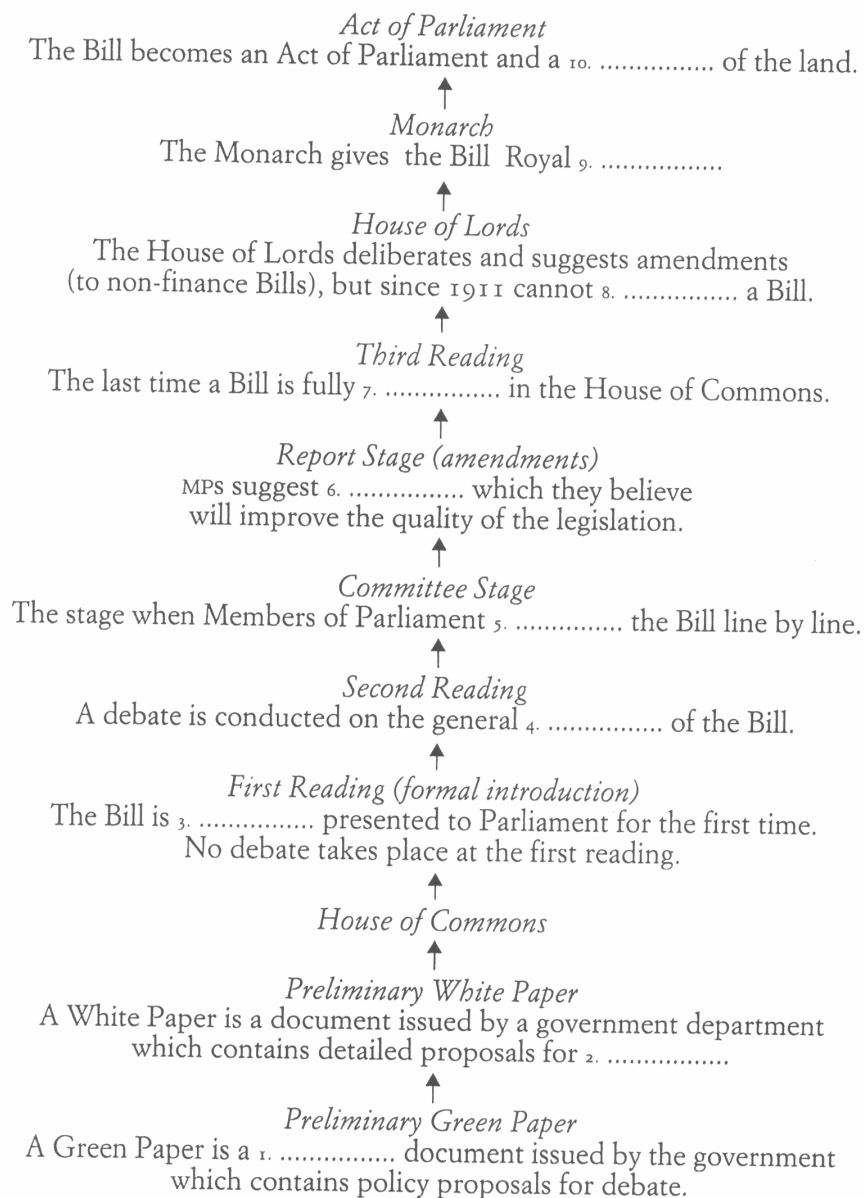 Act of Parliament
The Bill becomes an Act of Parliament and a 10. ................. of the land.
Monarch
The Monarch gives the Bill Royal 9. .................
House of Lords
The House of Lords deliberates and suggests amendments
(to non-finance Bills), but since 1911 cannot 8. ................ a Bill.
Third Reading
The last time a Bill is fully 7. ................ in the House of Commons.
Report Stage (amendments)
MPs suggest 6. ................ which they believe
will improve the quality of the legislation.
Committee Stage
The stage when Members of Parliament 5. ............... the Bill line by line.
Second Reading
A debate is conducted on the general 4. ................ of the Bill.
First Reading (formal introduction)
The Bill is 3. ................ presented to Parliament for the first time.
No debate takes place at the first reading.
House of Commons
Preliminary White Paper
A White Paper is a document issued by a government department
which contains detailed proposals for 2. .................
Preliminary Green Paper
A Green Paper is a 1. ................ document issued by the government
which contains policy proposals for debate.